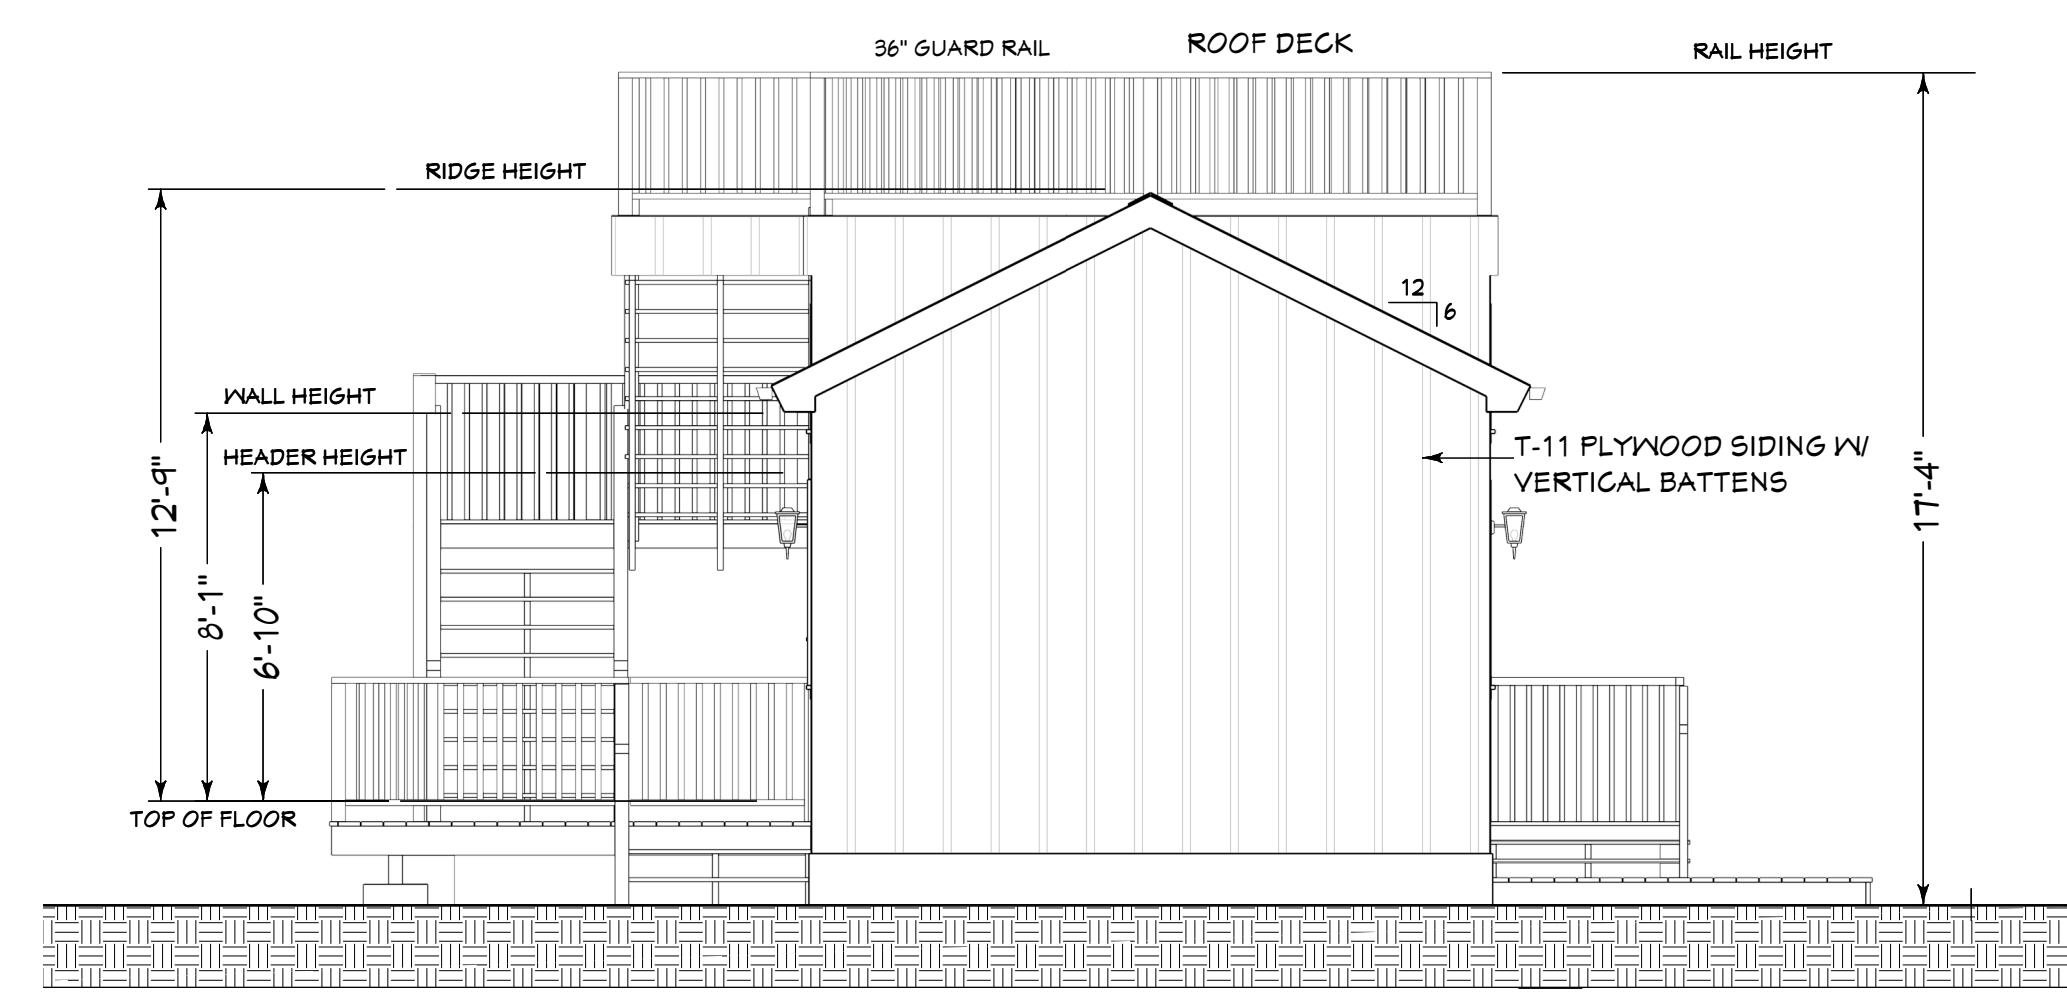 36" GUARD RAIL
ROOF DECK
RAIL HEIGHT
RIDGE HEIGHT
12
6
WALL HEIGHT
HEADER HEIGHT
T-11 PLYWOOD SIDING W/
VERTICAL BATTENS
12'-9"
8'-1"
6'-10"
17'-4"
TOP OF FLOOR